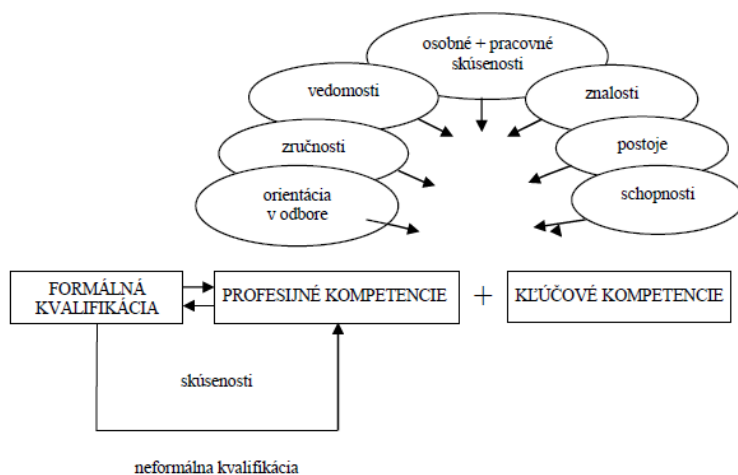 osobné + pracovné
skúsenosti
vedomosti
znalosti
zručnosti
postoje
orientácia
v odbore
schopnosti
FORMÁLNÁ
KVALIFIKÁCIA
PROFESIJNÉ KOMPETENCIE
+
KĽÚČOVÉ KOMPETENCIE
skúsenosti
neformálna kvalifikácia